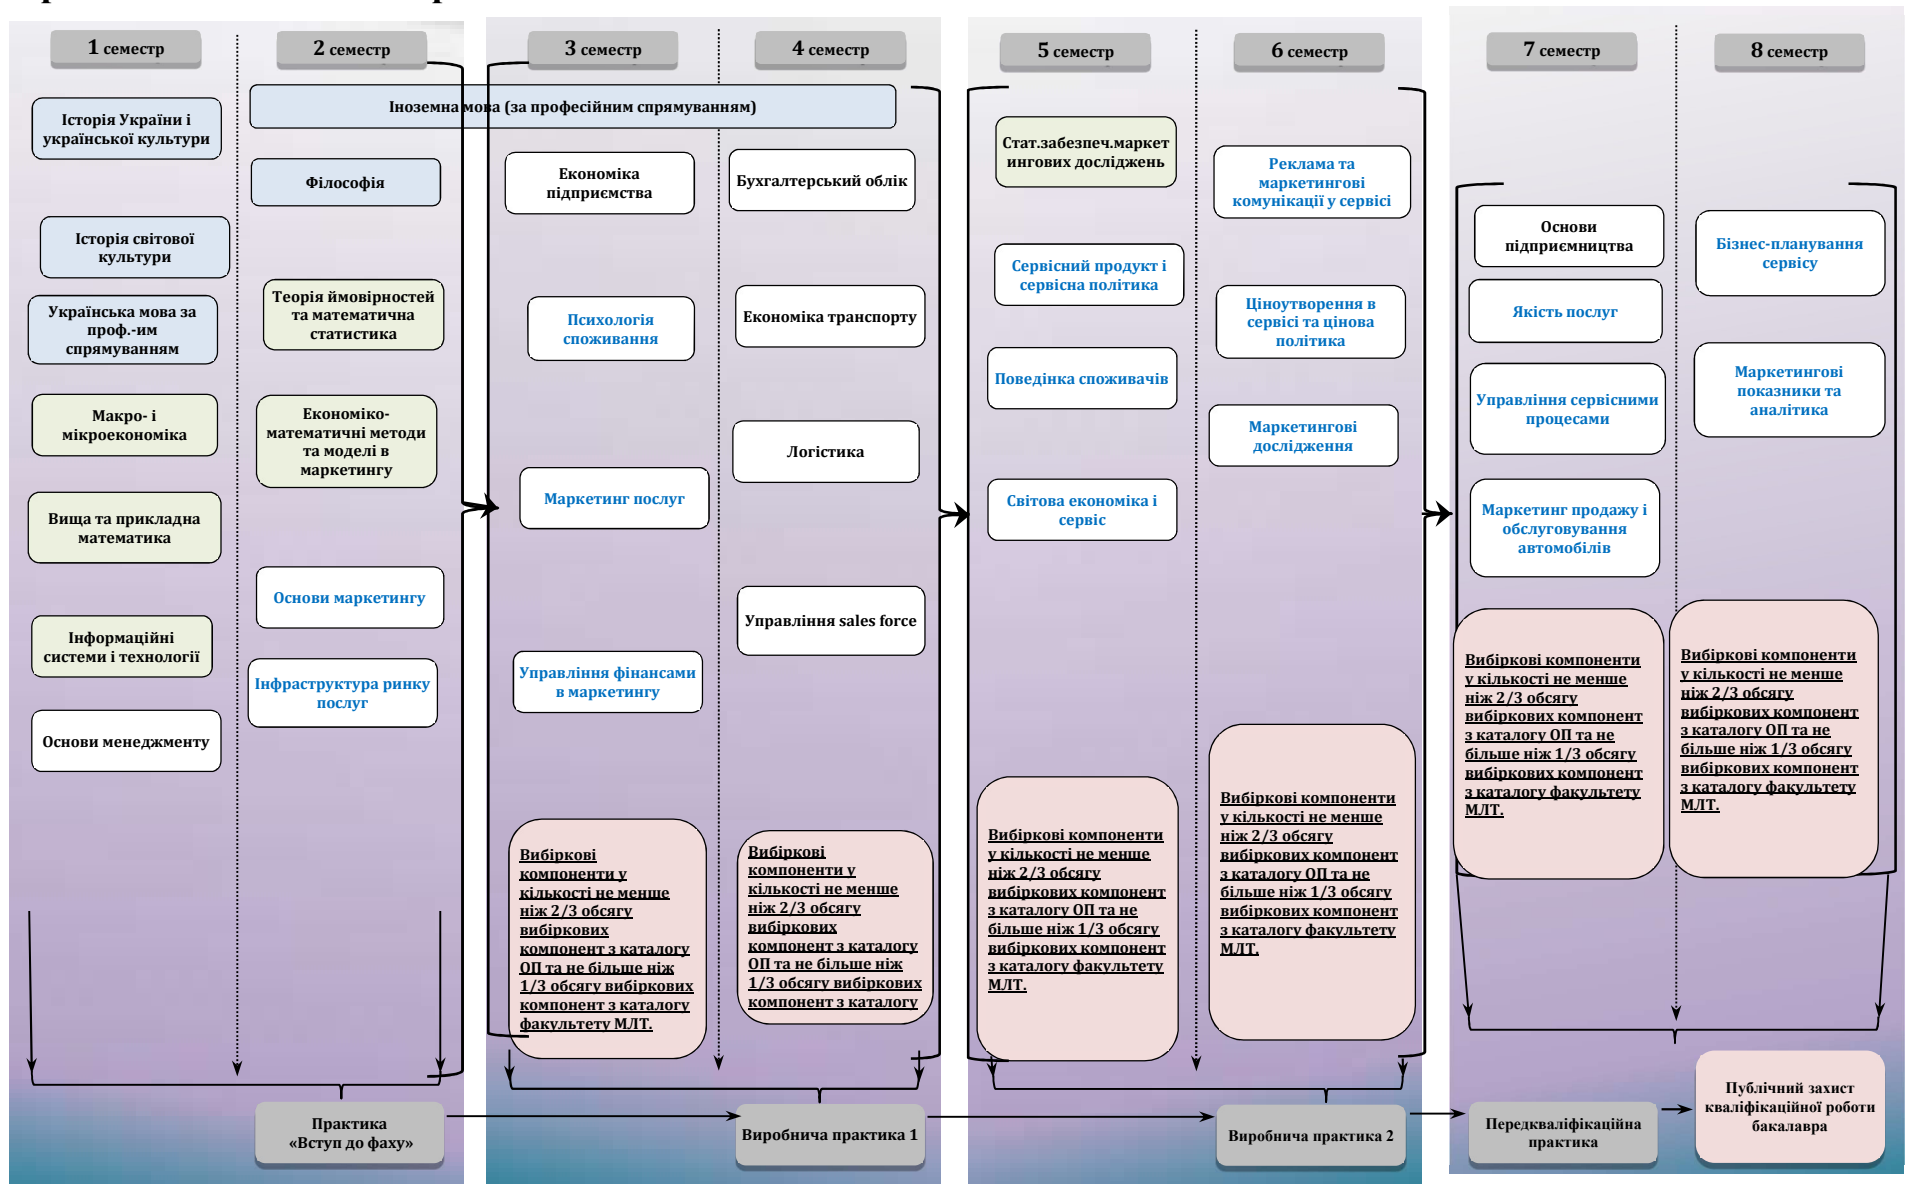 1 семестр
2 семестр
3 семестр
4 семестр
5 семестр
6 семестр
7 семестр
8 семестр
Іноземна мова (за професійним спрямуванням)
Історія України і
української культури
Історія світової
культури
Українська мова за
проф.-им
спрямуванням
Макро- і
мікроекономіка
Вища та прикладна
математика
Інформаційні
системи і технології
Основи менеджменту
Філософія
Теорія ймовірностей
та математична
статистика
Економіко-
математичні методи
та моделі в
маркетингу
Основи маркетингу
Інфраструктура ринку
послуг
Економіка
підприємства
Психологія
споживання
Маркетинг послуг
Управління фінансами
в маркетингу
Вибіркові
компоненти у
кількості не менше
ніж 2/3 обсягу
вибіркових
компонент з каталогу
ОП та не більше ніж
1/3 обсягу вибіркових
компонент з каталогу
факультету МЛТ.
Бухгалтерський облік
Економіка транспорту
Логістика
Управління sales force
Вибіркові
компоненти у
кількості не менше
ніж 2/3 обсягу
вибіркових
компонент з каталогу
ОП та не більше ніж
1/3 обсягу вибіркових
компонент з каталогу
Стат.забезпеч.маркет
ингових досліджень
Сервісний продукт і
сервісна політика
Поведінка споживачів
Світова економіка і
сервіс
Вибіркові компоненти
у кількості не менше
ніж 2/3 обсягу
вибіркових компонент
з каталогу ОП та не
більше ніж 1/3 обсягу
вибіркових компонент
з каталогу факультету
МЛТ.
Реклама та
маркетингові
комунікації у сервісі
Ціноутворення в
сервісі та цінова
політика
Маркетингові
дослідження
Вибіркові компоненти
у кількості не менше
ніж 2/3 обсягу
вибіркових компонент
з каталогу ОП та не
більше ніж 1/3 обсягу
вибіркових компонент
з каталогу факультету
МЛТ.
Основи
підприємництва
Якість послуг
Управління сервісними
процесами
Маркетинг продажу і
обслуговування
автомобілів
Вибіркові компоненти
у кількості не менше
ніж 2/3 обсягу
вибіркових компонент
з каталогу ОП та не
більше ніж 1/3 обсягу
вибіркових компонент
з каталогу факультету
МЛТ.
Бізнес-планування
сервісу
Маркетингові
показники та
аналітика
Вибіркові компоненти
у кількості не менше
ніж 2/3 обсягу
вибіркових компонент
з каталогу ОП та не
більше ніж 1/3 обсягу
вибіркових компонент
з каталогу факультету
МЛТ.
Практика
«Вступ до фаху»
Виробнича практика 1
Виробнича практика 2
Передкваліфікаційна
практика
Публічний захист
кваліфікаційної роботи
бакалавра